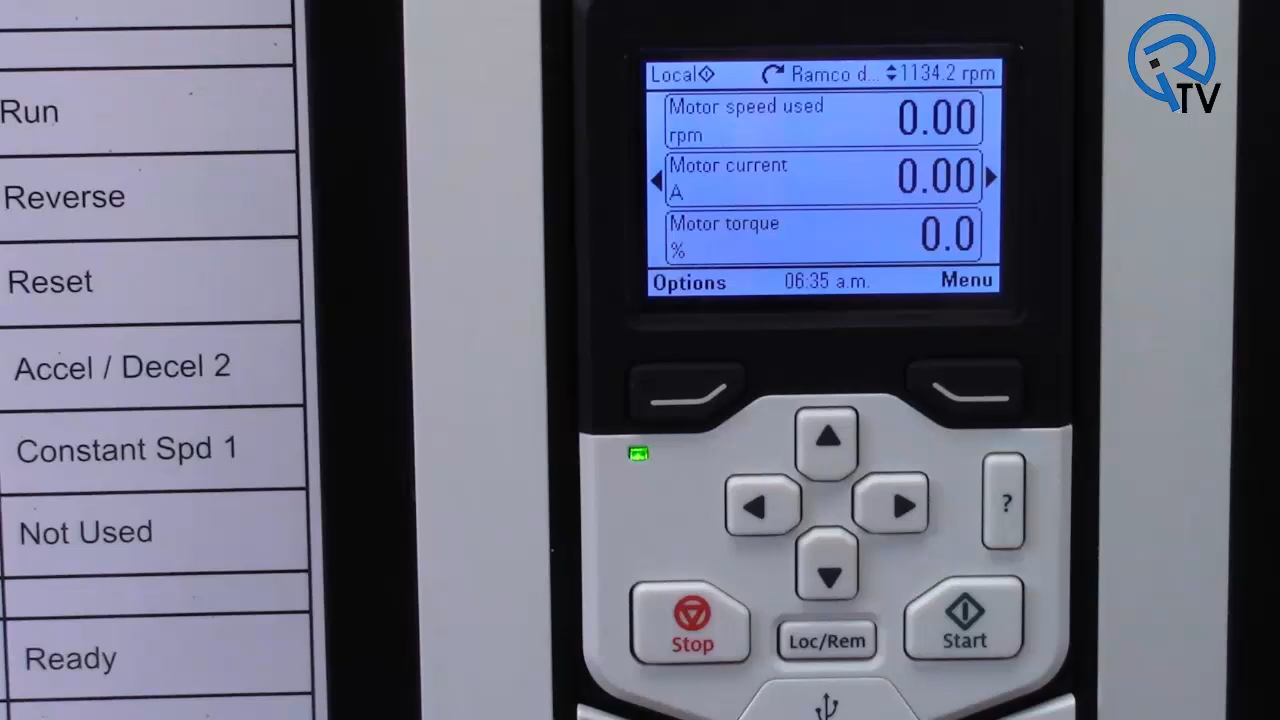 Run
Reverse
Reset
Accel / Decel 2
Constant Spd 1
Not Used
Ready
Local Ramco d... 1134.2 rpm
Motor speed used
rpm
0.00
Motor current
A
0.00
Motor torque
%
0.0
Options 06:35 a.m. Menu
?
Stop
Loc/Rem
Start
R TV